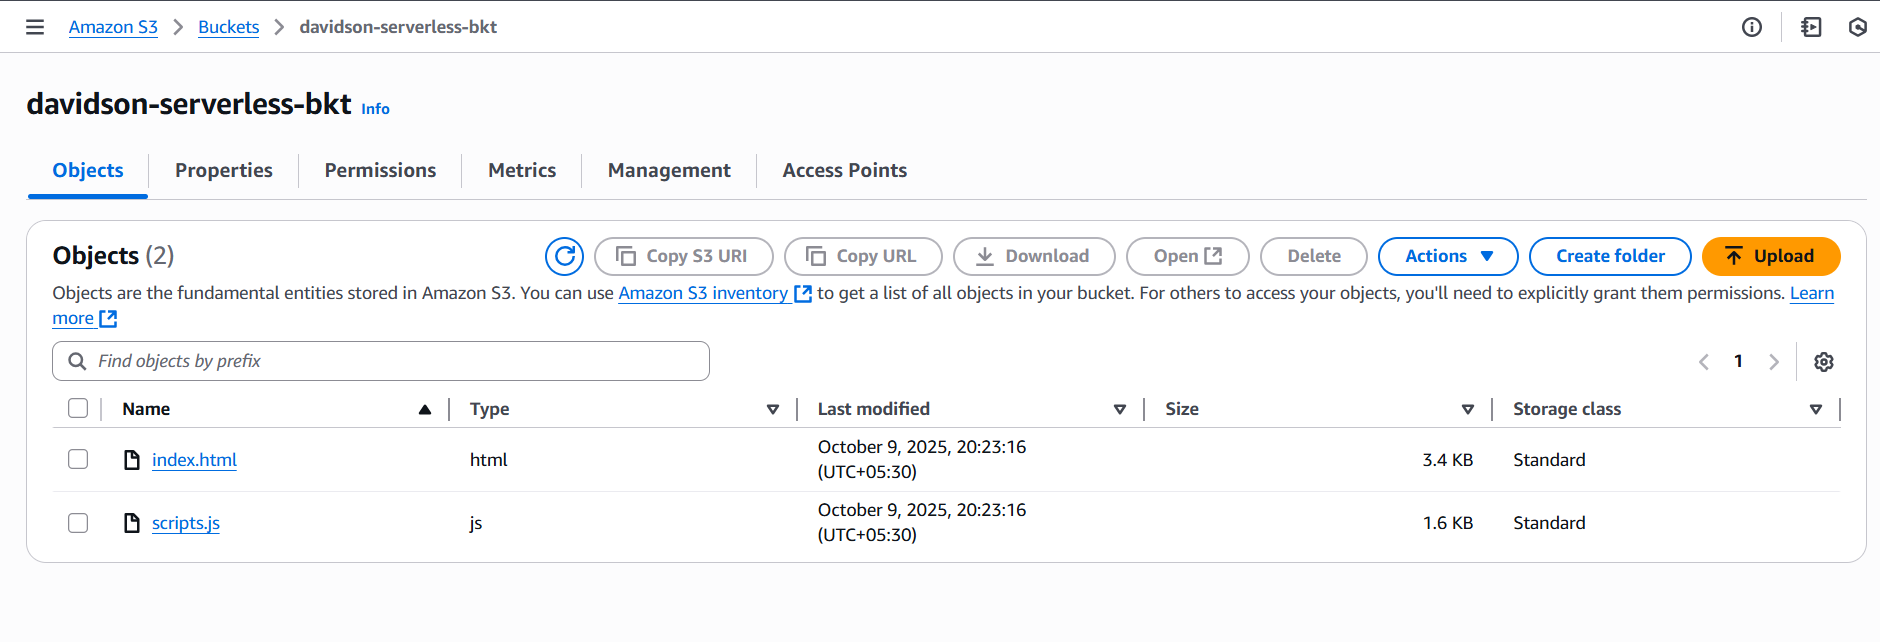 Amazon S3 > Buckets > davidson-serverless-bkt
davidson-serverless-bkt Info
Objects Properties Permissions Metrics Management Access Points
Objects (2) Copy S3 URI Copy URL Download Open Delete Actions Create folder Upload
Objects are the fundamental entities stored in Amazon S3. You can use Amazon S3 inventory to get a list of all objects in your bucket. For others to access your objects, you'll need to explicitly grant them permissions. Learn
more
Find objects by prefix
1
Name Type Last modified Size Storage class
index.html html October 9, 2025, 20:23:16 3.4 KB Standard
(UTC+05:30)
scripts.js js October 9, 2025, 20:23:16 1.6 KB Standard
(UTC+05:30)